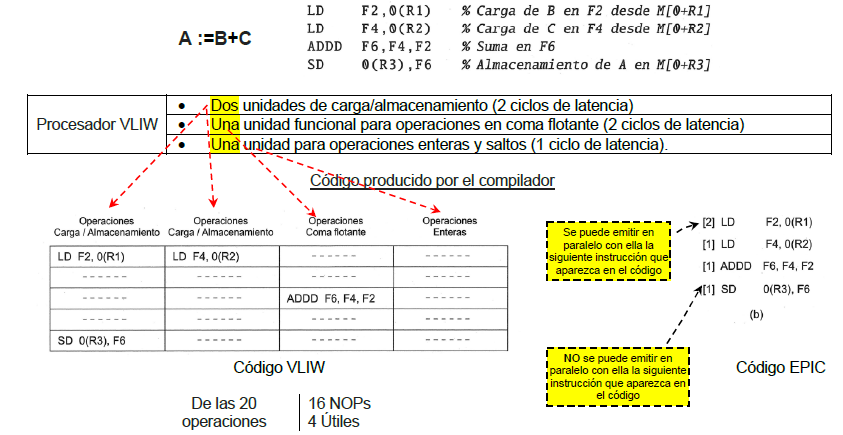 A :=B+C
LD F2,0(R1) % Carga de B en F2 desde M[0+R1]
LD F4,0(R2) % Carga de C en F4 desde M[0+R2]
ADDD F6,F4,F2 % Suma en F6
SD 0(R3),F6 % Almacenamiento de A en M[0+R3]
Procesador VLIW
• Dos unidades de carga/almacenamiento (2 ciclos de latencia)
• Una unidad funcional para operaciones en coma flotante (2 ciclos de latencia)
• Una unidad para operaciones enteras y saltos (1 ciclo de latencia).
Código producido por el compilador
Operaciones
Carga / Almacenamiento
Operaciones
Carga / Almacenamiento
Operaciones
Coma flotante
Operaciones
Enteras
LD F2, 0(R1) LD F4, 0(R2) ------ ------
------ ------ ------ ------
------ ------ ADDD F6, F4, F2 ------
------ ------ ------ ------
SD 0(R3), F6 ------ ------ ------
Código VLIW
De las 20
operaciones
16 NOPs
4 Útiles
Se puede emitir en
paralelo con ella la
siguiente instrucción que
aparezca en el código
[2] LD F2, 0(R1)
[1] LD F4, 0(R2)
[1] ADDD F6, F4, F2
[1] SD 0(R3), F6
(b)
NO se puede emitir en
paralelo con ella la siguiente
instrucción que aparezca en
el código
Código EPIC